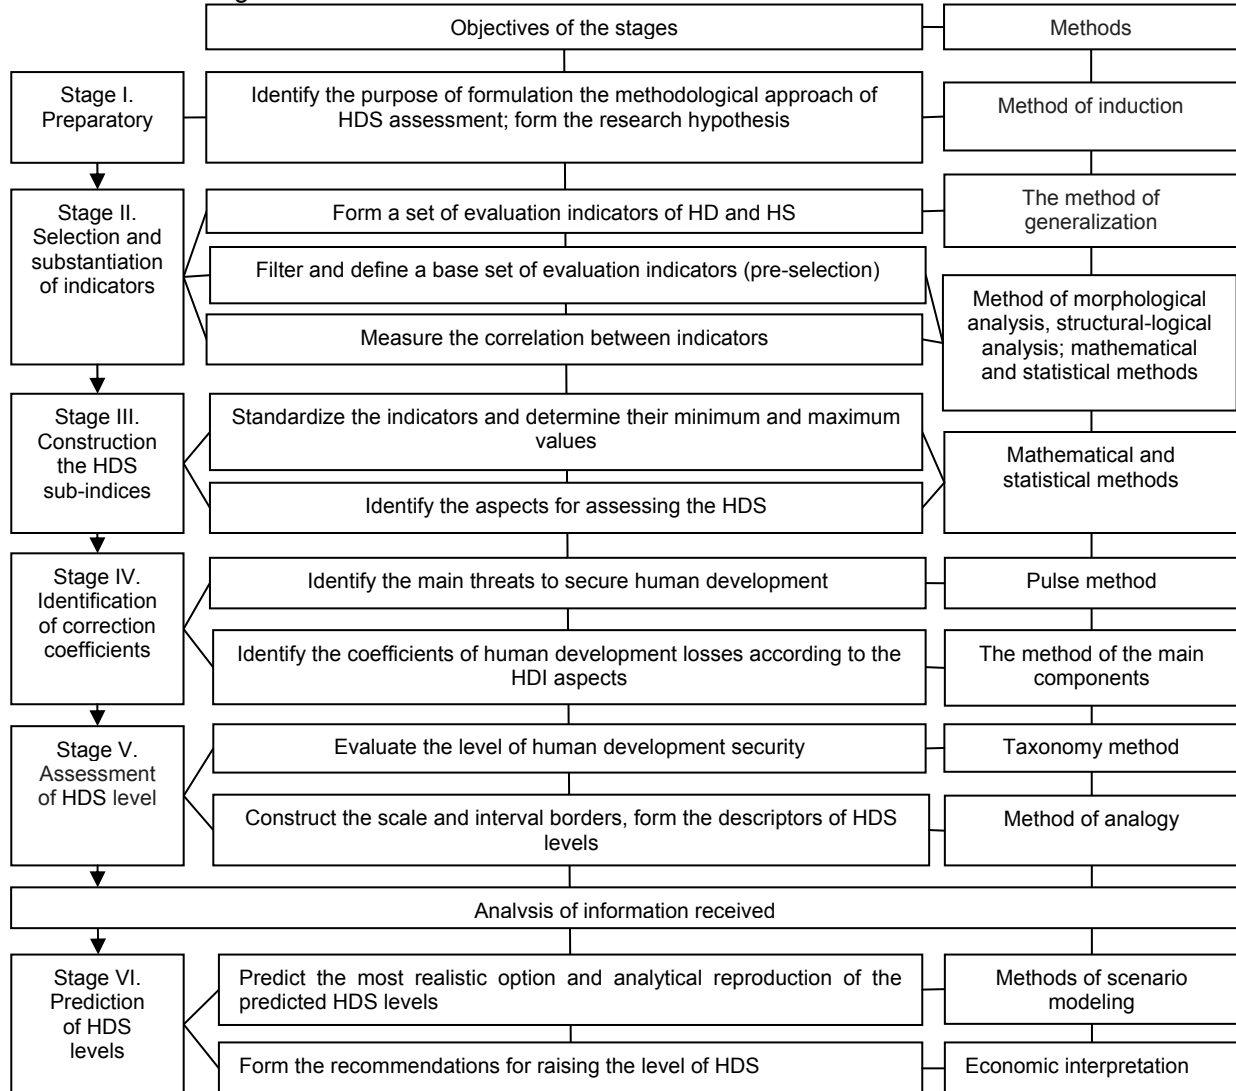 Objectives of the stages
Methods
Stage I.
Preparatory
Identify the purpose of formulation the methodological approach of
HDS assessment; form the research hypothesis
Method of induction
Stage II.
Selection and
substantiation
of indicators
Form a set of evaluation indicators of HD and HS
The method of
generalization
Filter and define a base set of evaluation indicators (pre-selection)
Measure the correlation between indicators
Method of morphological
analysis, structural-logical
analysis; mathematical
and statistical methods
Stage III.
Construction
the HDS
sub-indices
Standardize the indicators and determine their minimum and maximum
values
Identify the aspects for assessing the HDS
Mathematical and
statistical methods
Stage IV.
Identification
of correction
coefficients
Identify the main threats to secure human development
Pulse method
Identify the coefficients of human development losses according to the
HDI aspects
The method of the main
components
Stage V.
Assessment
of HDS level
Evaluate the level of human development security
Taxonomy method
Construct the scale and interval borders, form the descriptors of HDS
levels
Method of analogy
Analysis of information received
Stage VI.
Prediction
of HDS
levels
Predict the most realistic option and analytical reproduction of the
predicted HDS levels
Methods of scenario
modeling
Form the recommendations for raising the level of HDS
Economic interpretation